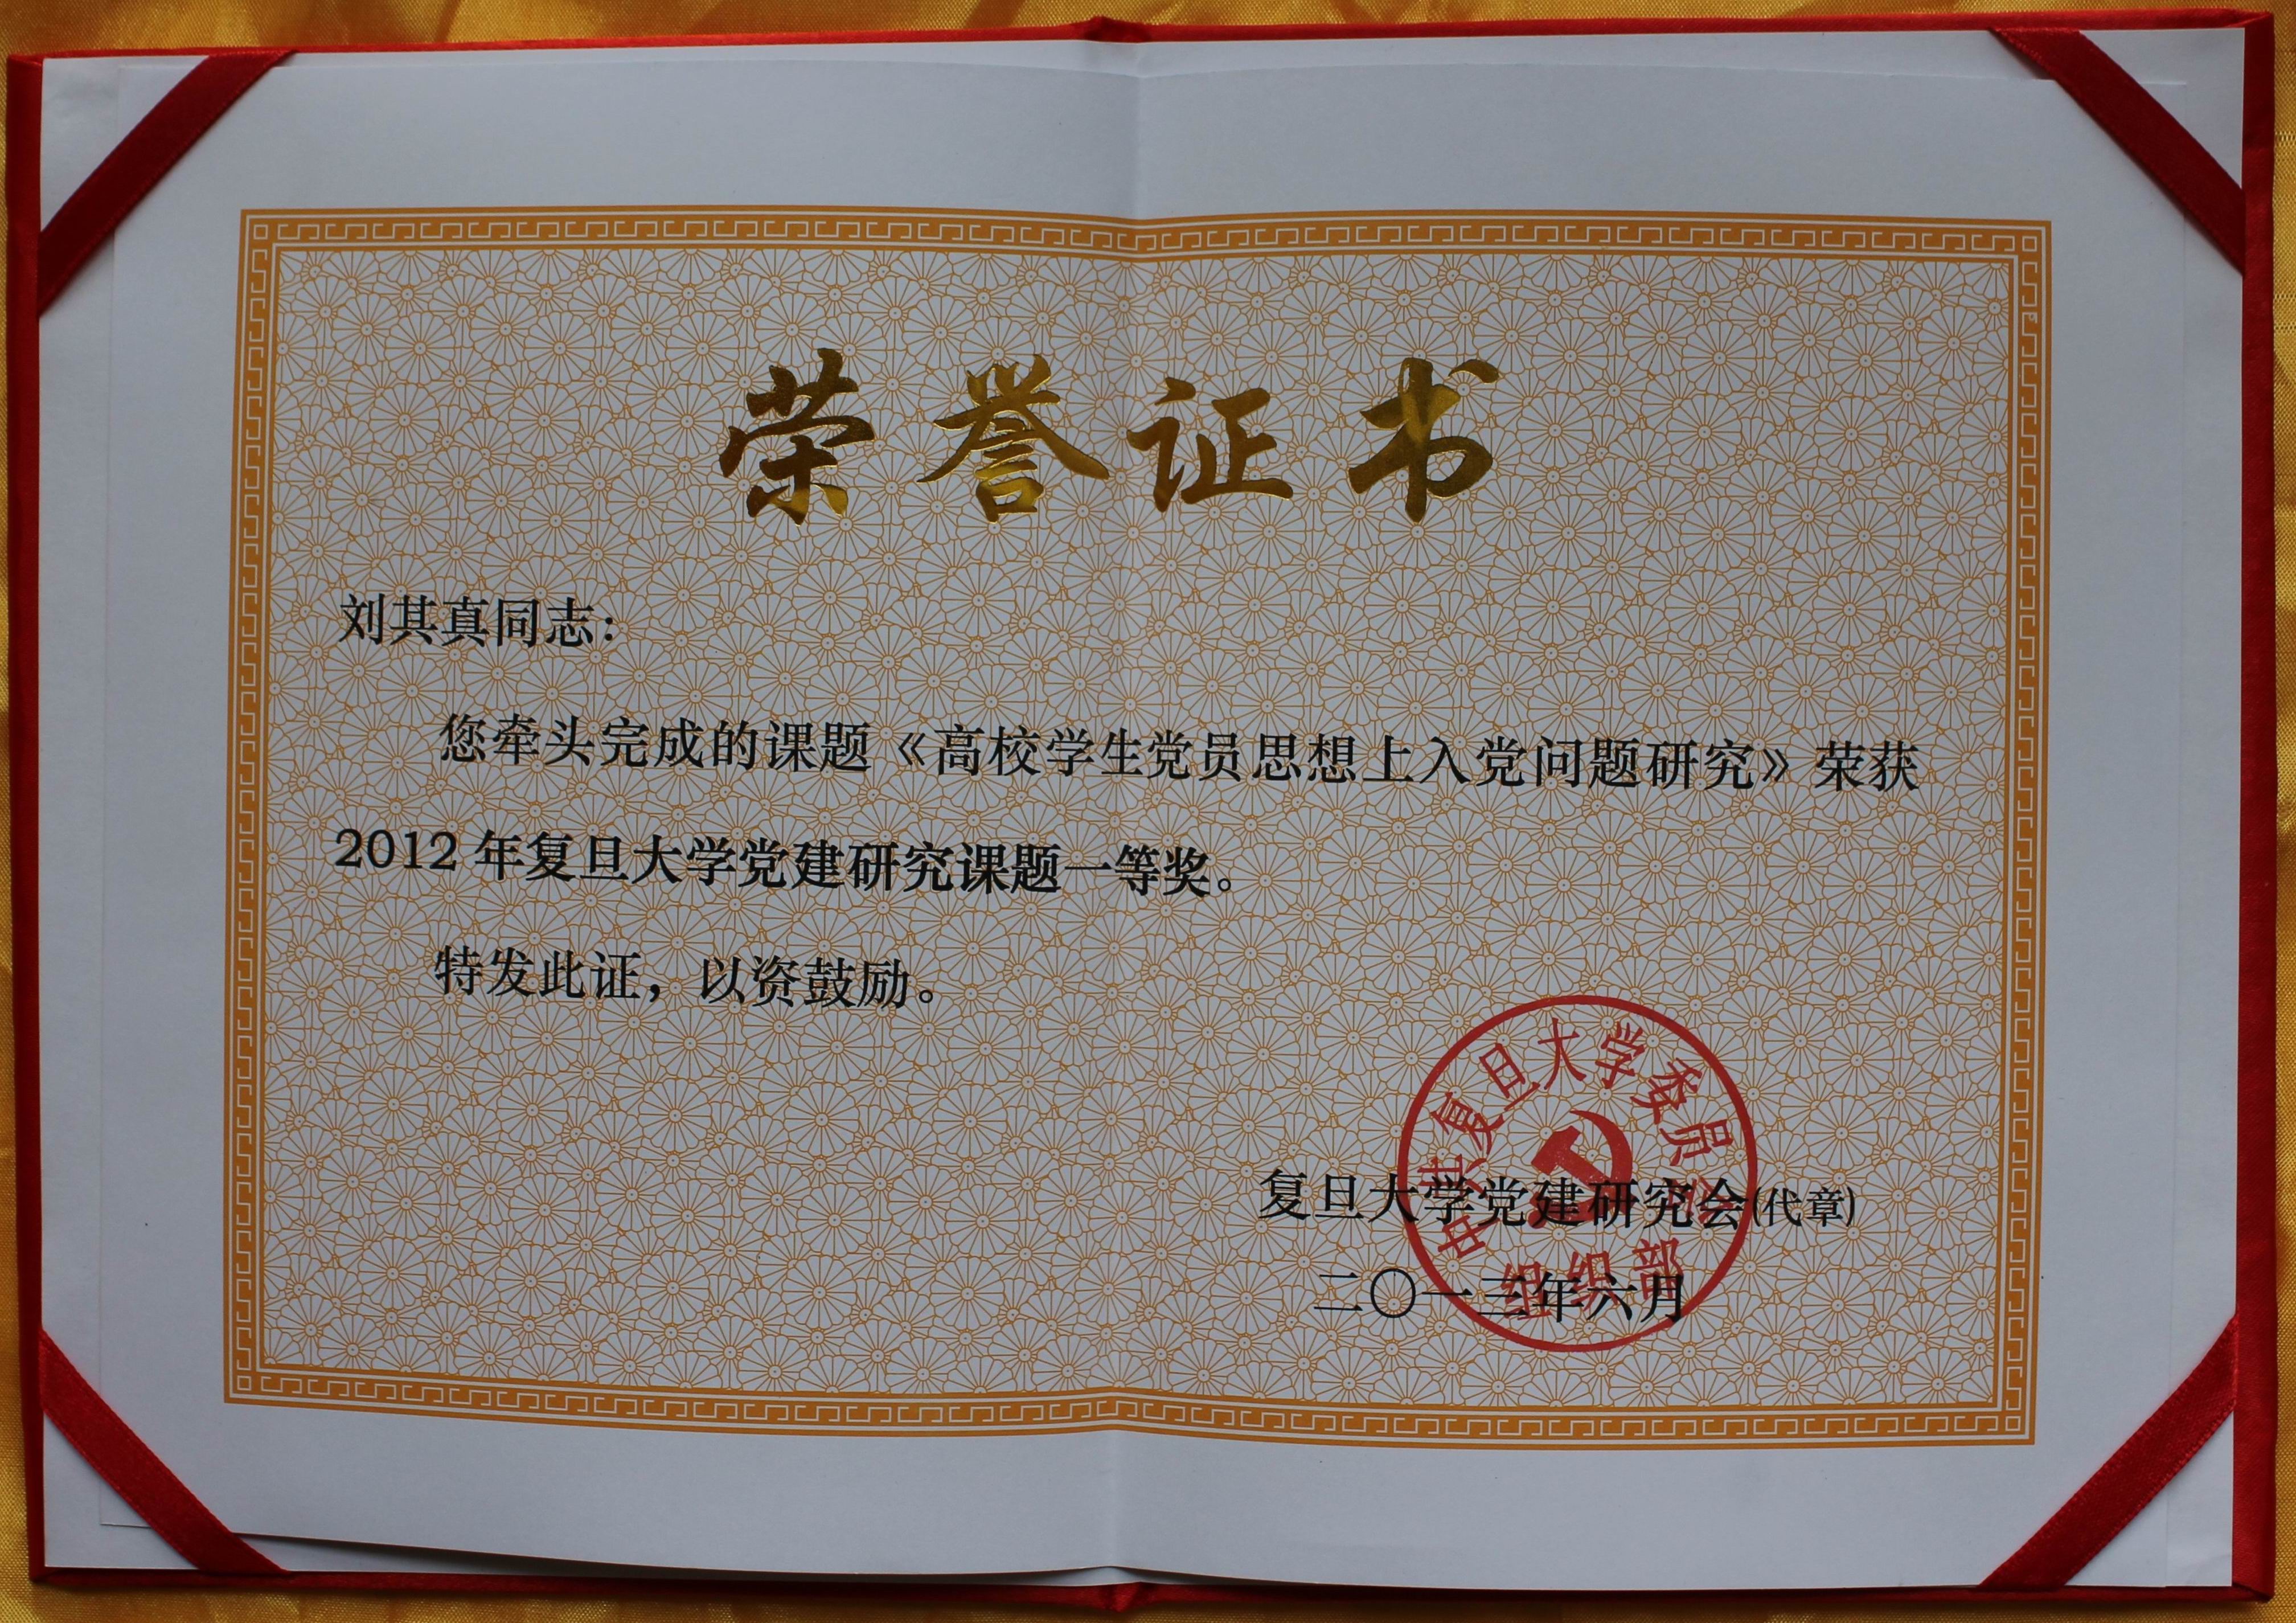 荣誉证书
刘其真同志：
您牵头完成的课题《高校学生党员思想上入党问题研究》荣获
2012年复旦大学党建研究课题一等奖。
特发此证，以资鼓励。
中共复旦大学委员会
组织部
复旦大学党建研究会(代章)
二〇一三年六月